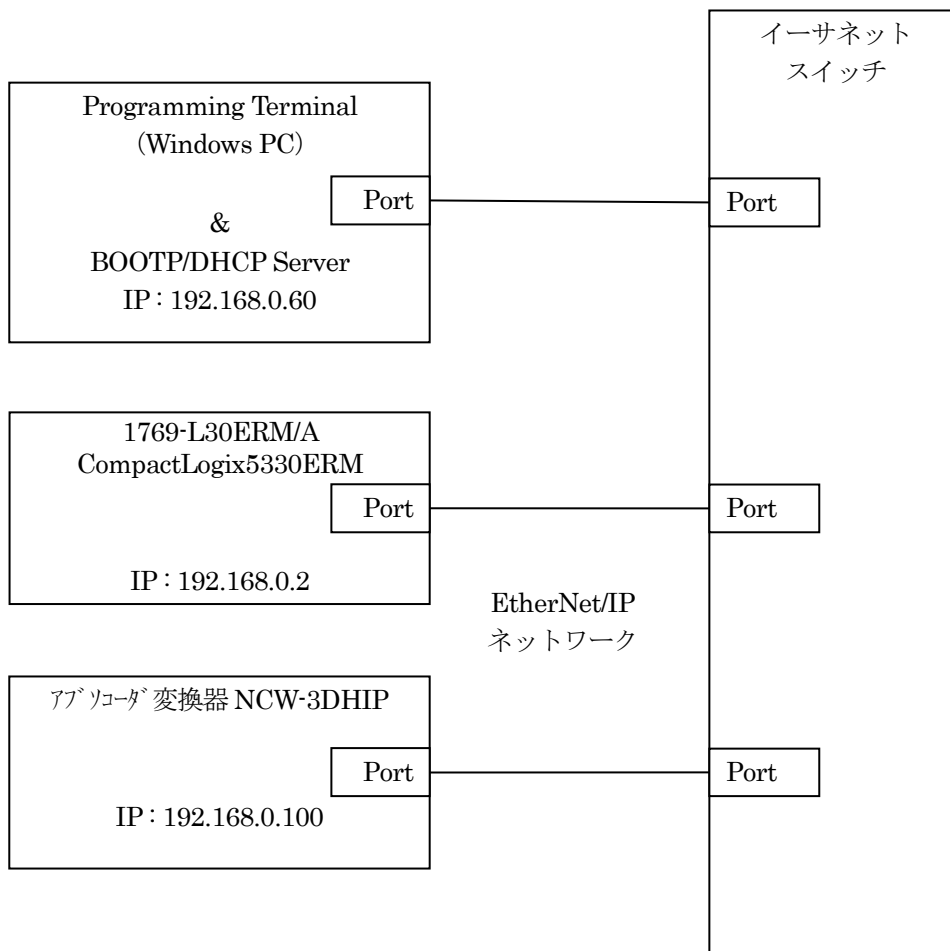 イーサネット
スイッチ
Programming Terminal
(Windows PC)
Port
Port
&
BOOTP/DHCP Server
IP：192.168.0.60
1769-L30ERM/A
CompactLogix5330ERM
Port
Port
IP：192.168.0.2
EtherNet/IP
ネットワーク
ｱﾌﾞｿｺｰﾀﾞ変換器 NCW-3DHIP
Port
Port
IP：192.168.0.100